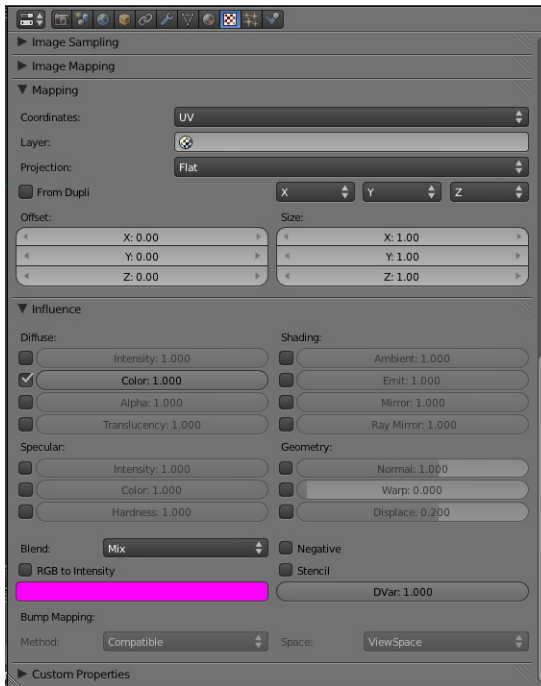 Image Sampling
Image Mapping
Mapping
Coordinates: UV
Layer:
Projection: Flat
From Dupli X Y Z
Offset: Size:
X: 0.00 X: 1.00
Y: 0.00 Y: 1.00
Z: 0.00 Z: 1.00
Influence
Diffuse: Shading:
Intensity: 1.000 Ambient: 1.000
Color: 1.000 Emit: 1.000
Alpha: 1.000 Mirror: 1.000
Translucency: 1.000 Ray Mirror: 1.000
Specular: Geometry:
Intensity: 1.000 Normal: 1.000
Color: 1.000 Warp: 0.000
Hardness: 1.000 Displace: 0.200
Blend: Mix Negative
RGB to Intensity Stencil
DVar: 1.000
Bump Mapping:
Method: Compatible Space: ViewSpace
Custom Properties